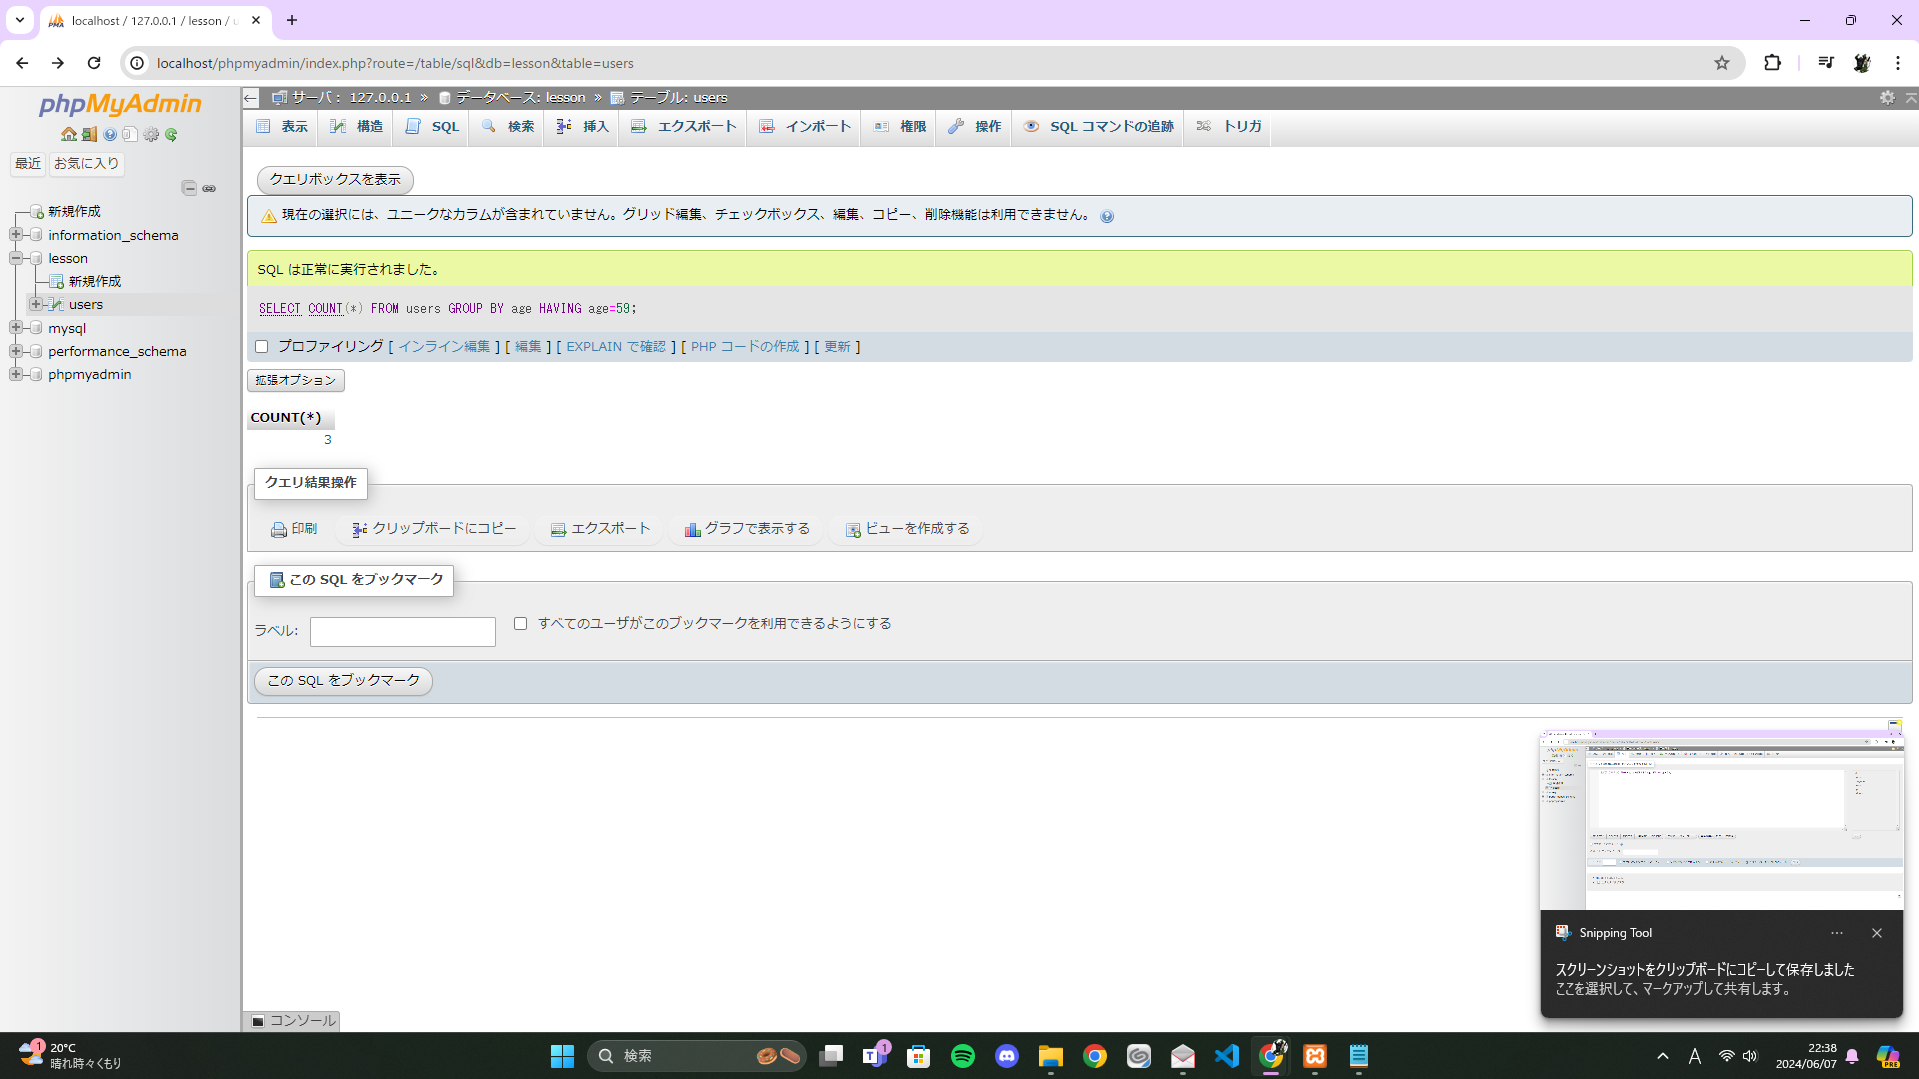 localhost / 127.0.0.1 / lesson / u
localhost/phpmyadmin/index.php?route=/table/sql&db=lesson&table=users
phpMyAdmin
最近 お気に入り
新規作成
information_schema
lesson
新規作成
users
mysql
performance_schema
phpmyadmin
サーバ: 127.0.0.1 » データベース: lesson » テーブル: users
表示 構造 SQL 検索 挿入 エクスポート インポート 権限 操作 SQL コマンドの追跡 トリガ
クエリボックスを表示
現在の選択には、ユニークなカラムが含まれていません。グリッド編集、チェックボックス、編集、コピー、削除機能は利用できません。
SQL は正常に実行されました。
SELECT COUNT(*) FROM users GROUP BY age HAVING age=59;
プロファイリング [ インライン編集 ] [ 編集 ] [ EXPLAIN で確認 ] [ PHP コードの作成 ] [ 更新 ]
拡張オプション
COUNT(*)
3
クエリ結果操作
印刷 クリップボードにコピー エクスポート グラフで表示する ビューを作成する
この SQL をブックマーク
ラベル: すべてのユーザがこのブックマークを利用できるようにする
この SQL をブックマーク
コンソール
Snipping Tool
スクリーンショットをクリップボードにコピーして保存しました
ここを選択して、マークアップして共有します。
1
20°C
晴れ時々くもり
検索
1
A
22:38
2024/06/07
PRE